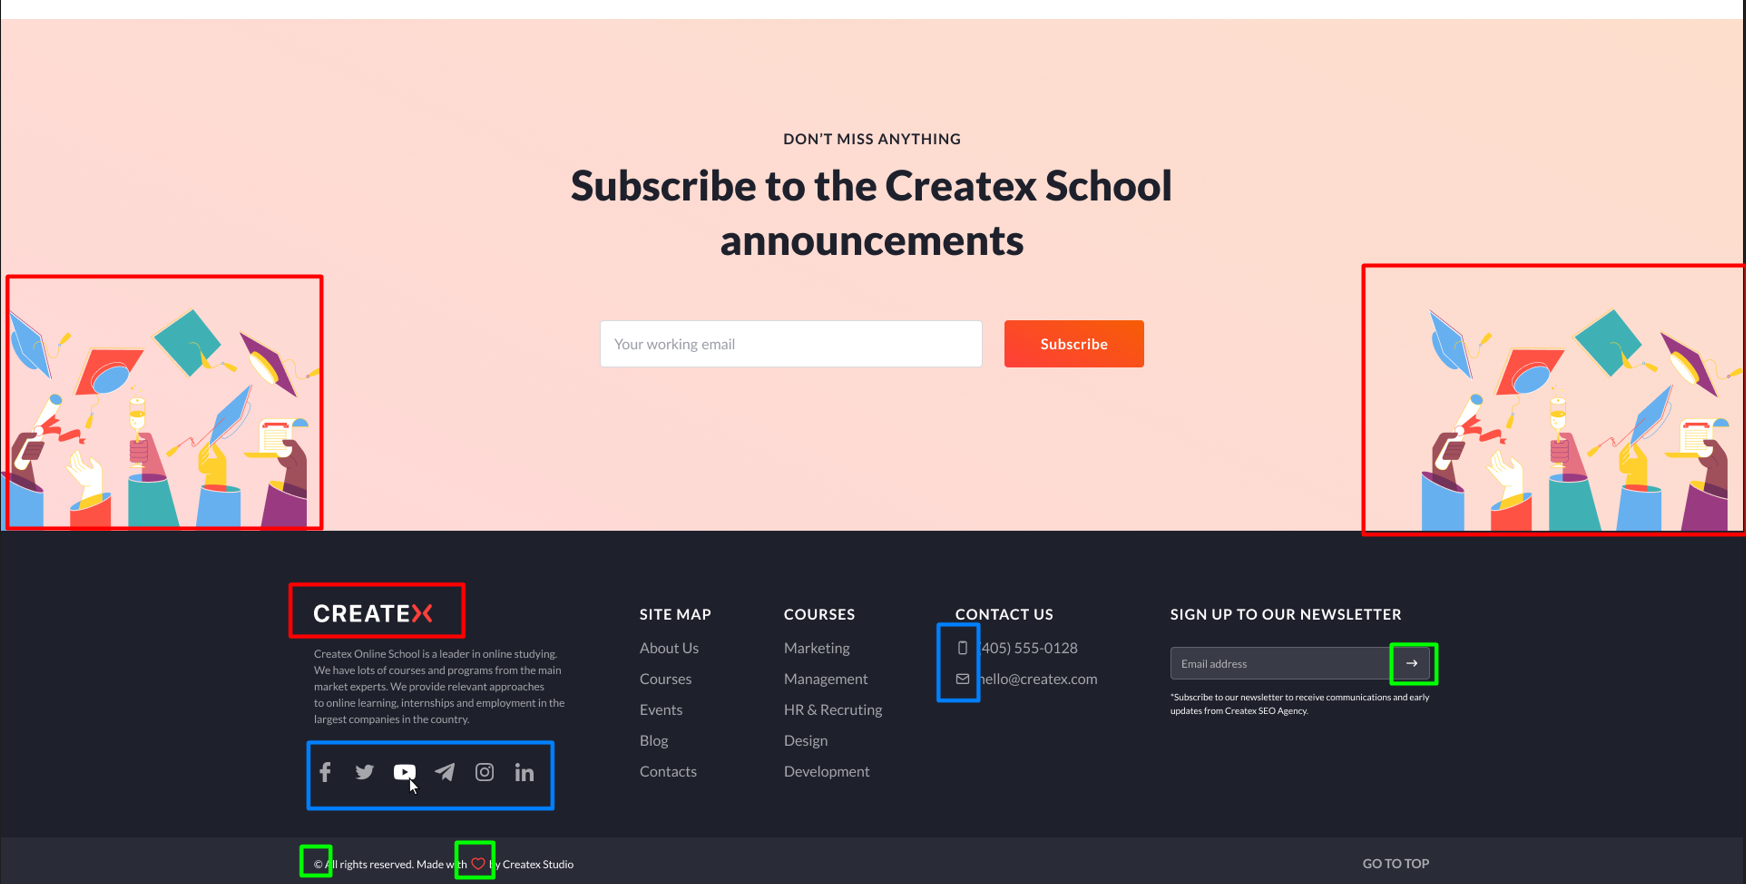 DON'T MISS ANYTHING
Subscribe to the Createx School
announcements
Your working email
Subscribe
CREATEX
Createx Online School is a leader in online studying.
We have lots of courses and programs from the main
market experts. We provide relevant approaches
to online learning, internships and employment in the
largest companies in the country.
SITE MAP
About Us
Courses
Events
Blog
Contacts
COURSES
Marketing
Management
HR & Recruting
Design
Development
CONTACT US
(405) 555-0128
hello@createx.com
SIGN UP TO OUR NEWSLETTER
Email address
*Subscribe to our newsletter to receive communications and early
updates from Createx SEO Agency.
© All rights reserved. Made with ♡ by Createx Studio
GO TO TOP